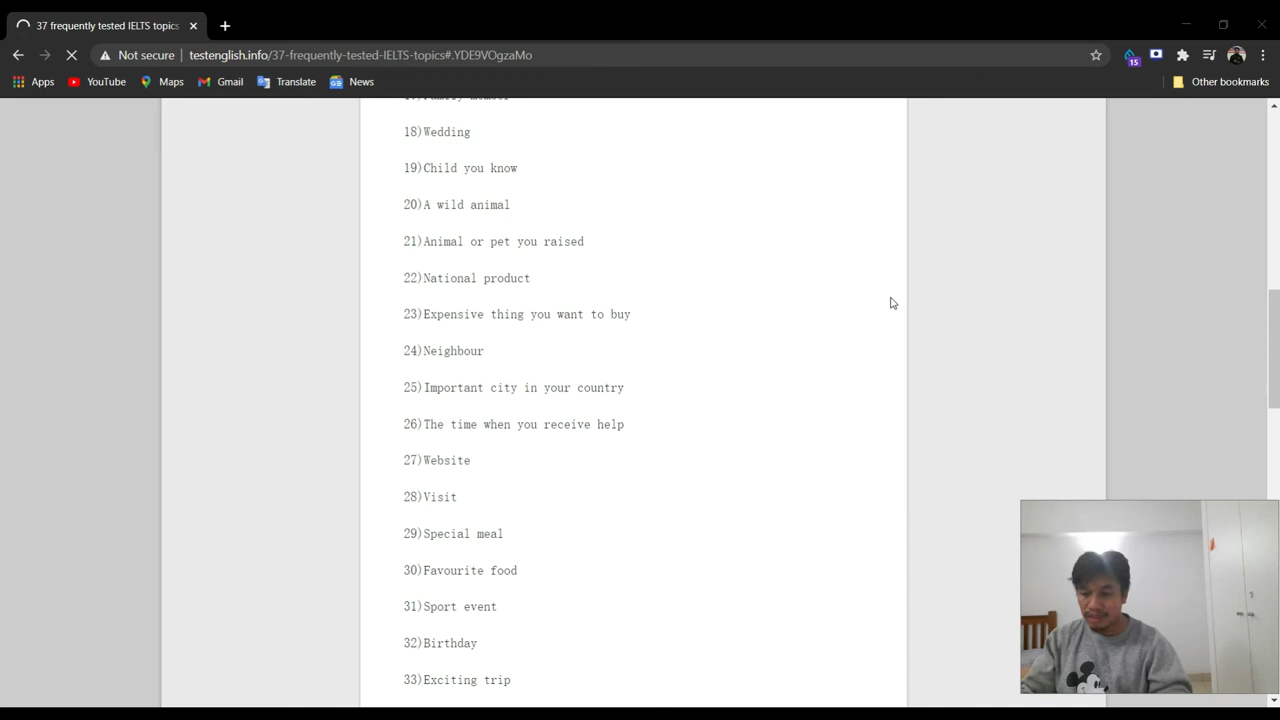 37 frequently tested IELTS topics
Not secure testenglish.info/37-frequently-tested-IELTS-topics#.YDE9VOgzaMo
15
Apps YouTube Maps Gmail Translate News Other bookmarks
18)Wedding
19)Child you know
20)A wild animal
21)Animal or pet you raised
22)National product
23)Expensive thing you want to buy
24)Neighbour
25)Important city in your country
26)The time when you receive help
27)Website
28)Visit
29)Special meal
30)Favourite food
31)Sport event
32)Birthday
33)Exciting trip